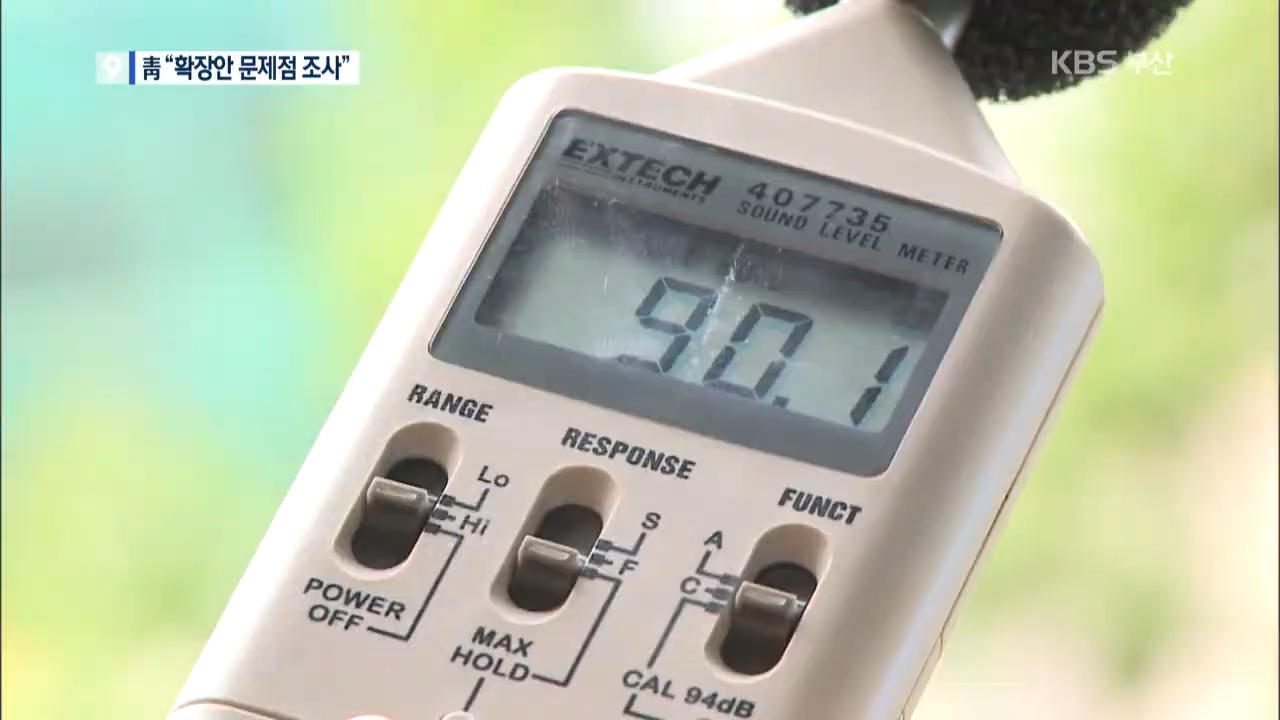 9 靑 “확장안 문제점 조사”
KBS 부산
EXTECH
INSTRUMENTS
407735
SOUND LEVEL METER
90.1
RANGE
Lo
Hi
POWER
OFF
RESPONSE
S
F
MAX
HOLD
FUNCT
A
C
CAL 94dB